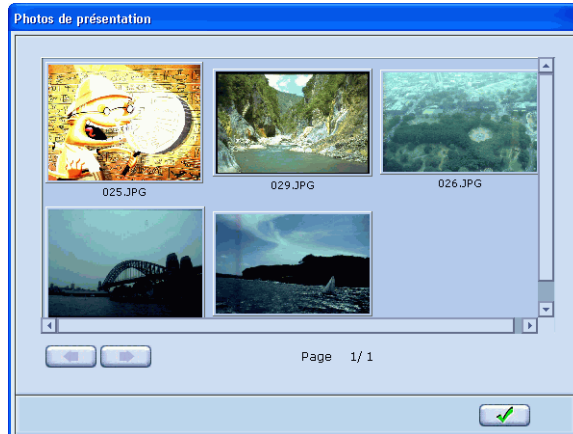 Photos de présentation
025.JPG
029.JPG
026.JPG
Page 1/ 1